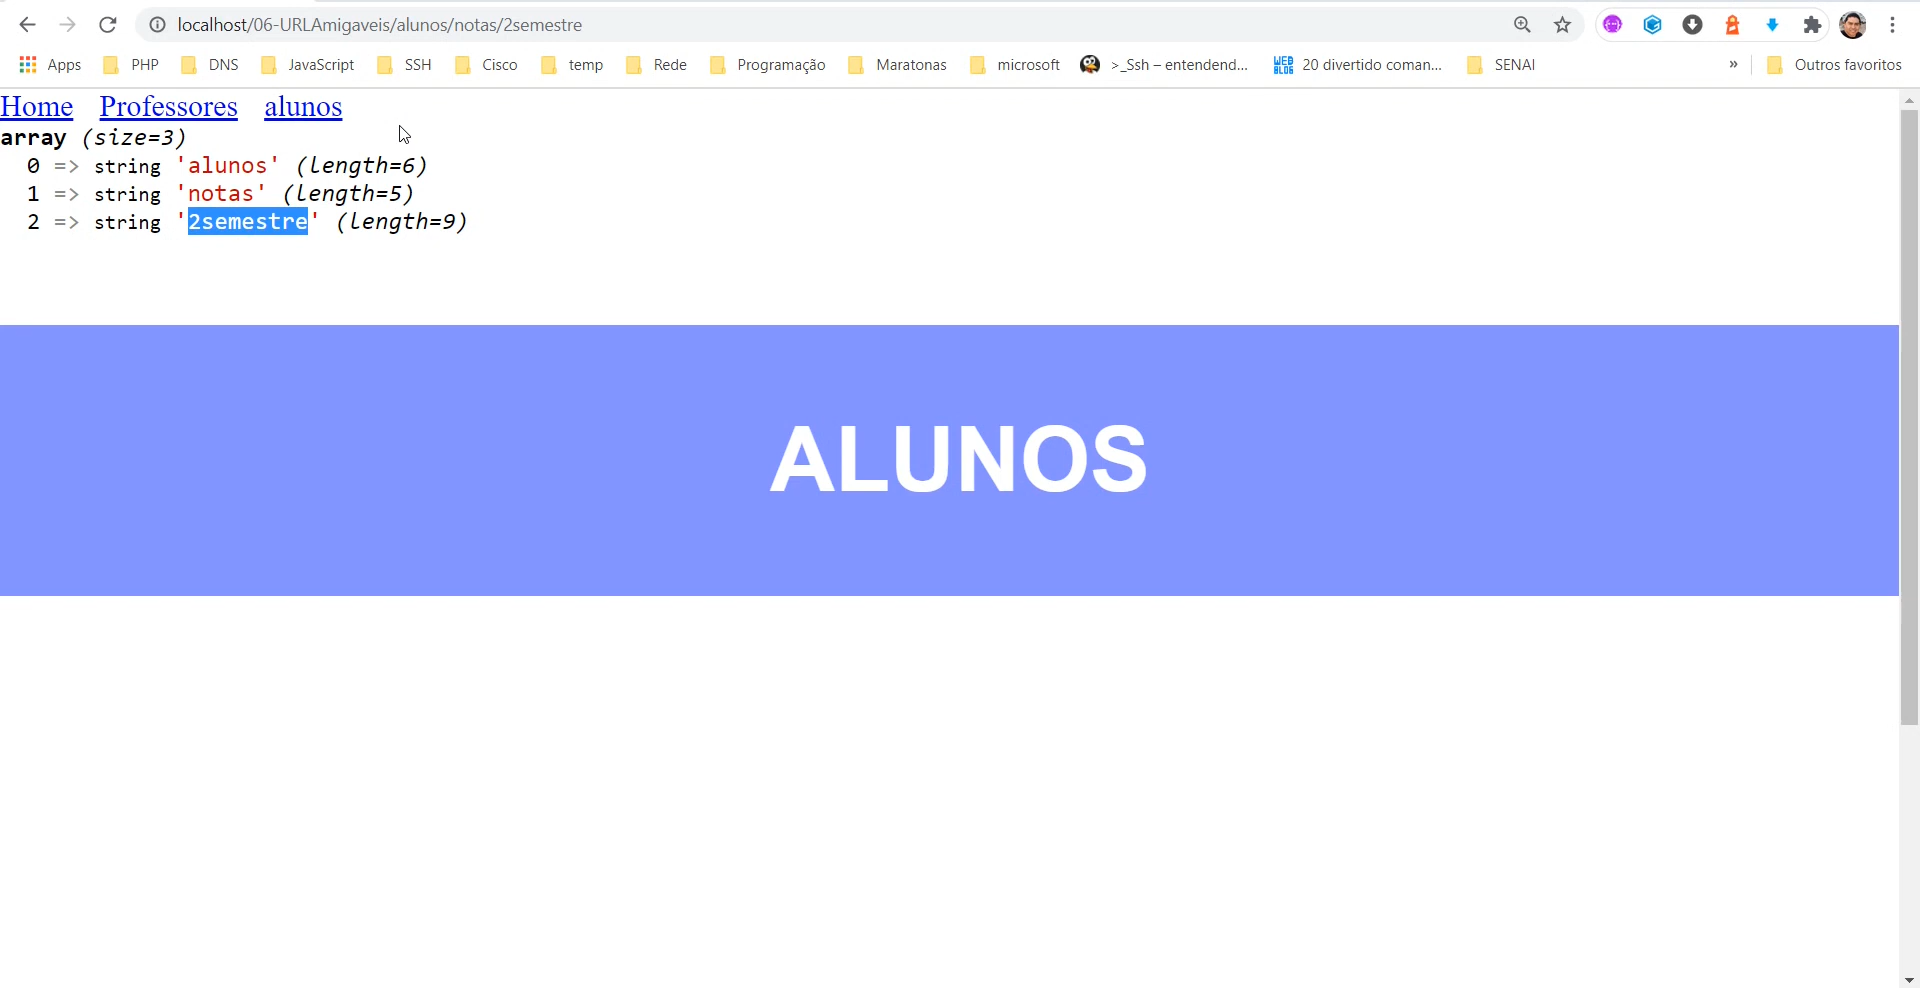 localhost/06-URLAmigaveis/alunos/notas/2semestre
Apps PHP DNS JavaScript SSH Cisco temp Rede Programação Maratonas microsoft >_Ssh – entendend... WEB BLOG 20 divertido coman... SENAI » Outros favoritos
Home Professores alunos
array (size=3)
0 => string 'alunos' (length=6)
1 => string 'notas' (length=5)
2 => string '2semestre' (length=9)
ALUNOS